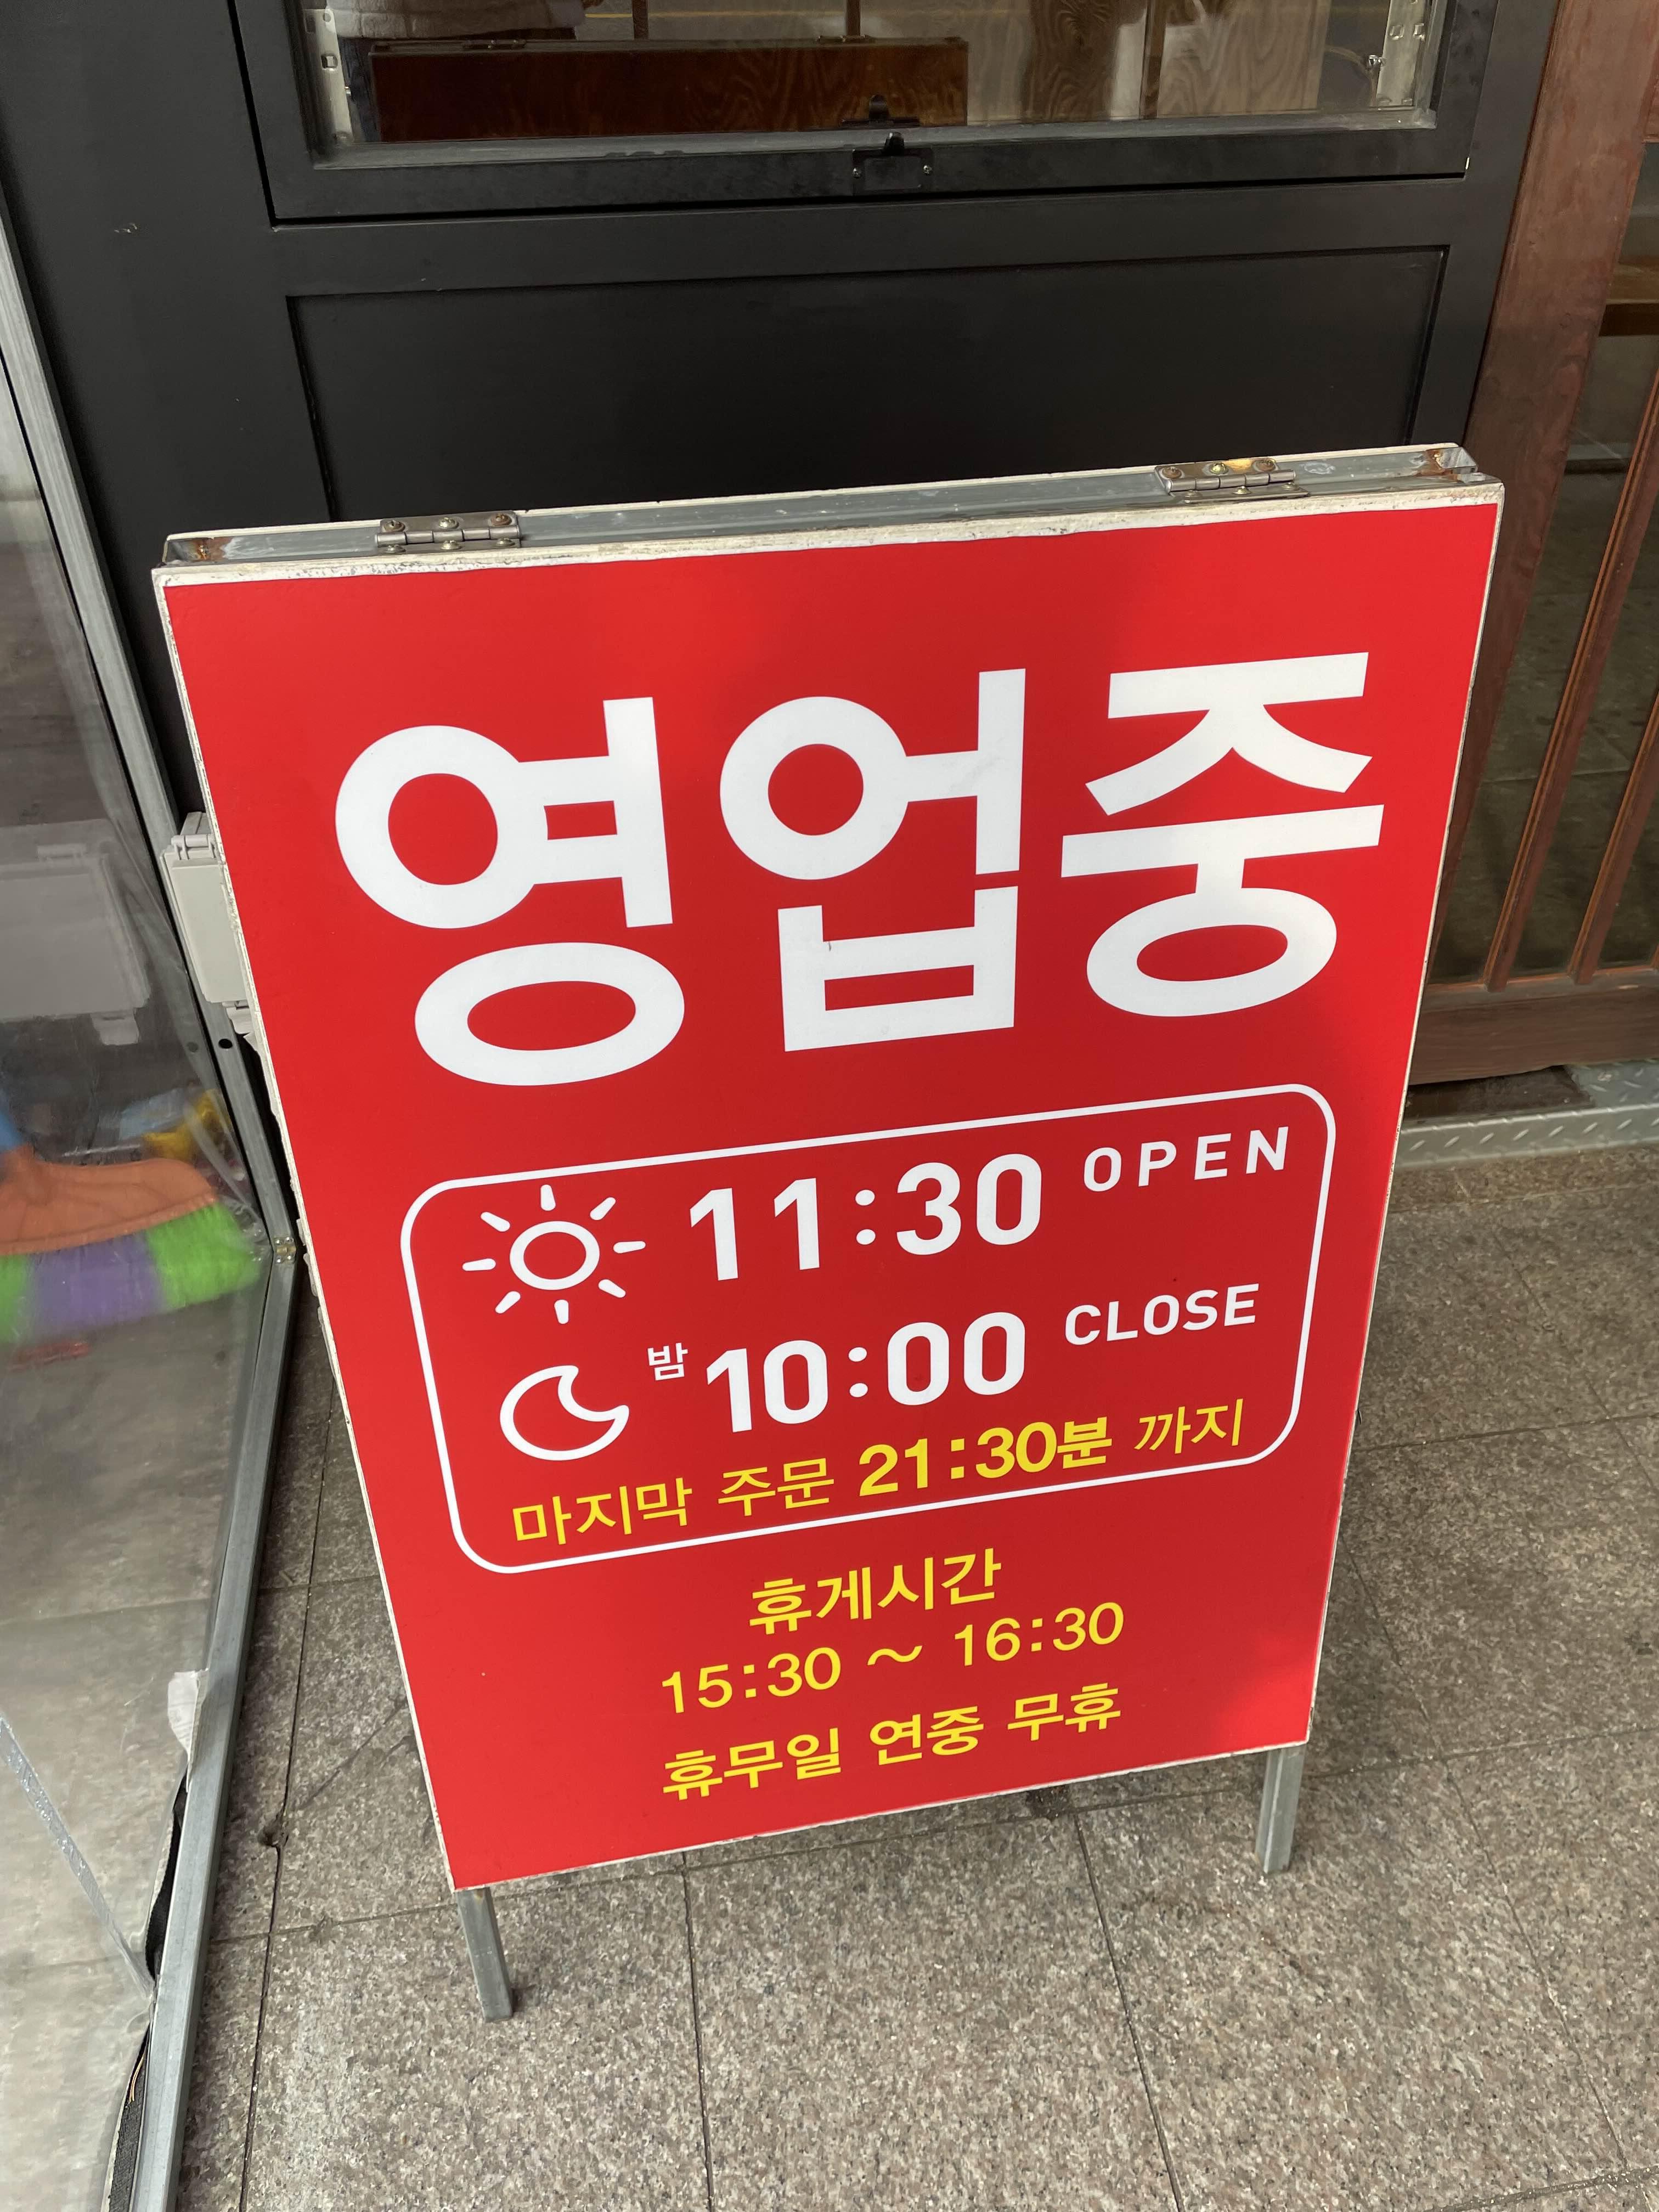 영업중
11:30 OPEN
밤 10:00 CLOSE
마지막 주문 21:30분 까지
휴게시간
15:30 ~ 16:30
휴무일 연중 무휴